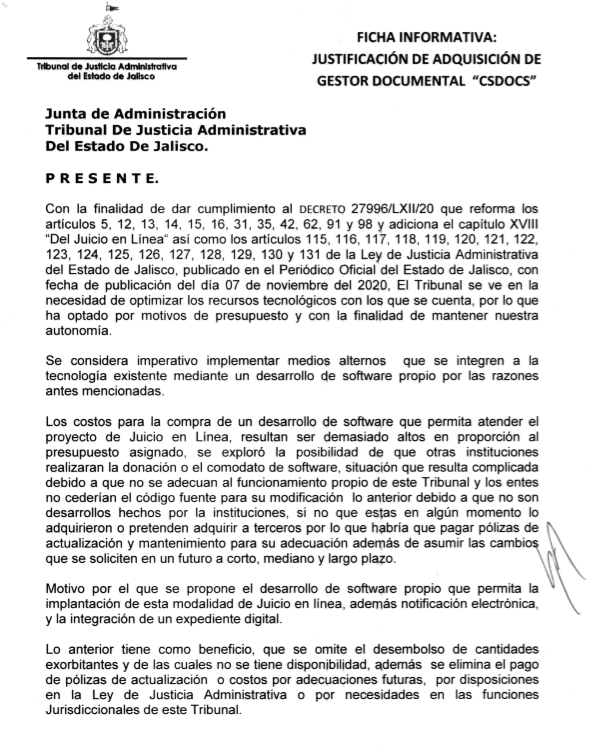 Tribunal de Justicia Administrativa
del Estado de Jalisco
FICHA INFORMATIVA:
JUSTIFICACIÓN DE ADQUISICIÓN DE
GESTOR DOCUMENTAL “CSDOCS”
Junta de Administración
Tribunal De Justicia Administrativa
Del Estado De Jalisco.
P R E S E N T E.
Con la finalidad de dar cumplimiento al DECRETO 27996/LXII/20 que reforma los
artículos 5, 12, 13, 14, 15, 16, 31, 35, 42, 62, 91 y 98 y adiciona el capítulo XVIII
“Del Juicio en Línea“ así como los artículos 115, 116, 117, 118, 119, 120, 121, 122,
123, 124, 125, 126, 127, 128, 129, 130 y 131 de la Ley de Justicia Administrativa
del Estado de Jalisco, publicado en el Periódico Oficial del Estado de Jalisco, con
fecha de publicación del día 07 de noviembre del 2020, El Tribunal se ve en la
necesidad de optimizar los recursos tecnológicos con los que se cuenta, por lo que
ha optado por motivos de presupuesto y con la finalidad de mantener nuestra
autonomía.
Se considera imperativo implementar medios alternos que se integren a la
tecnología existente mediante un desarrollo de software propio por las razones
antes mencionadas.
Los costos para la compra de un desarrollo de software que permita atender el
proyecto de Juicio en Línea, resultan ser demasiado altos en proporción al
presupuesto asignado, se exploró la posibilidad de que otras instituciones
realizaran la donación o el comodato de software, situación que resulta complicada
debido a que no se adecuan al funcionamiento propio de este Tribunal y los entes
no cederían el código fuente para su modificación lo anterior debido a que no son
desarrollos hechos por la instituciones, si no que estas en algún momento lo
adquirieron o pretenden adquirir a terceros por lo que habría que pagar pólizas de
actualización y mantenimiento para su adecuación además de asumir las cambios
que se soliciten en un futuro a corto, mediano y largo plazo.
Motivo por el que se propone el desarrollo de software propio que permita la
implantación de esta modalidad de Juicio en línea, además notificación electrónica,
y la integración de un expediente digital.
Lo anterior tiene como beneficio, que se omite el desembolso de cantidades
exorbitantes y de las cuales no se tiene disponibilidad, además se elimina el pago
de pólizas de actualización o costos por adecuaciones futuras, por disposiciones
en la Ley de Justicia Administrativa o por necesidades en las funciones
Jurisdiccionales de este Tribunal.